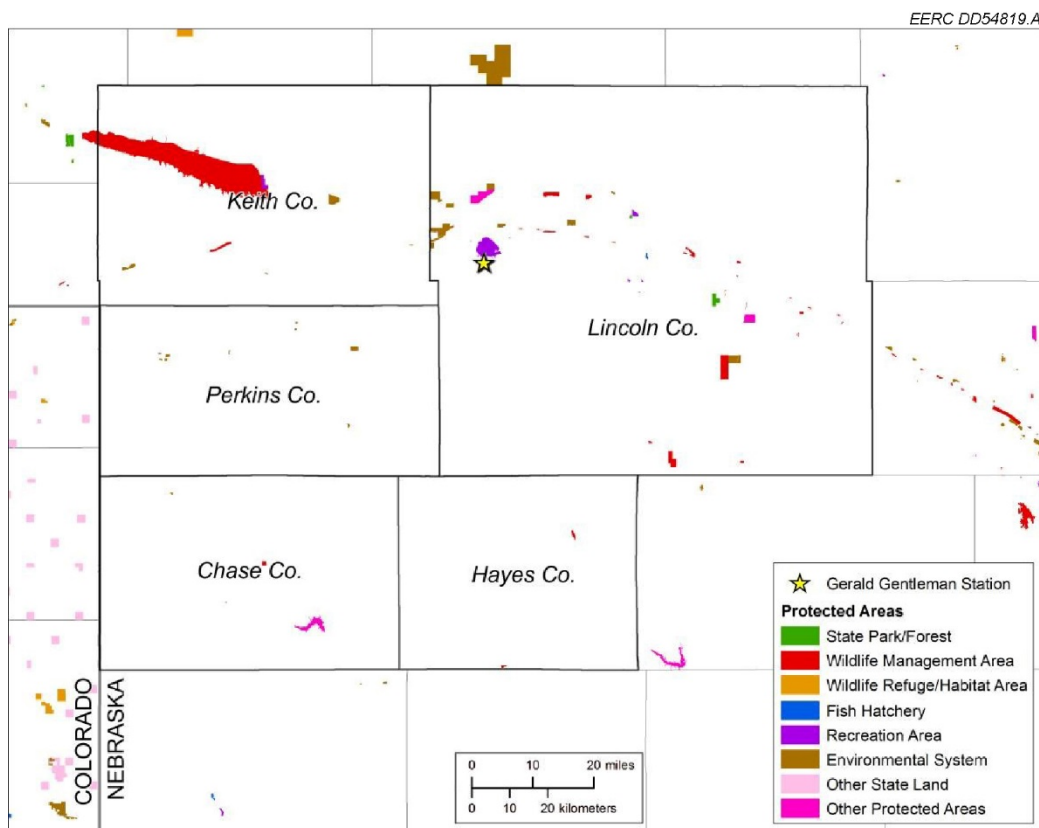 EERC DD54819.A
Keith Co.
Lincoln Co.
Perkins Co.
Chase Co.
Hayes Co.
COLORADO
NEBRASKA
0 10 20 miles
0 10 20 kilometers
Gerald Gentleman Station
Protected Areas
State Park/Forest
Wildlife Management Area
Wildlife Refuge/Habitat Area
Fish Hatchery
Recreation Area
Environmental System
Other State Land
Other Protected Areas